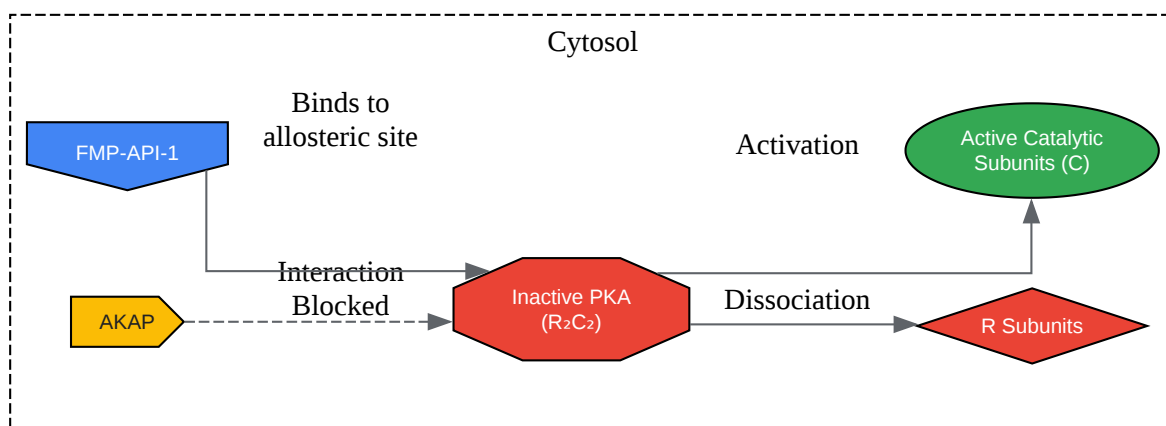 Cytosol
Binds to
allosteric site
FMP-API-1
Activation
Active Catalytic
Subunits (C)
Interaction
Blocked
AKAP
Inactive PKA
(R₂C₂)
Dissociation
R Subunits